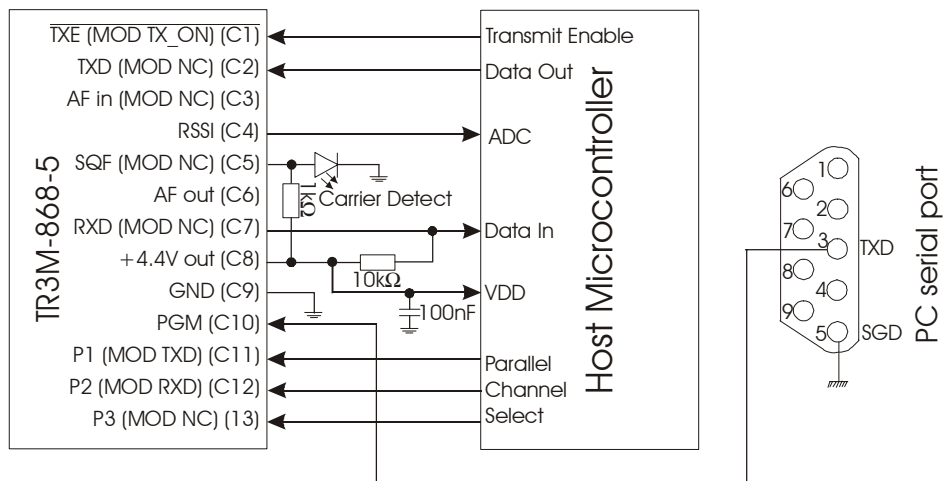 TXE (MOD TX_ON) (C1)
TXD (MOD NC) (C2)
AF in (MOD NC) (C3)
RSSI (C4)
SQF (MOD NC) (C5)
AF out (C6)
RXD (MOD NC) (C7)
+4.4V out (C8)
GND (C9)
PGM (C10)
P1 (MOD TXD) (C11)
P2 (MOD RXD) (C12)
P3 (MOD NC) (13)
TR3M-868-5
1kΩ
Carrier Detect
10kΩ
100nF
Transmit Enable
Data Out
ADC
Data In
VDD
Parallel
Channel
Select
Host Microcontroller
1
6
2
7
3
TXD
8
4
9
5
SGD
PC serial port